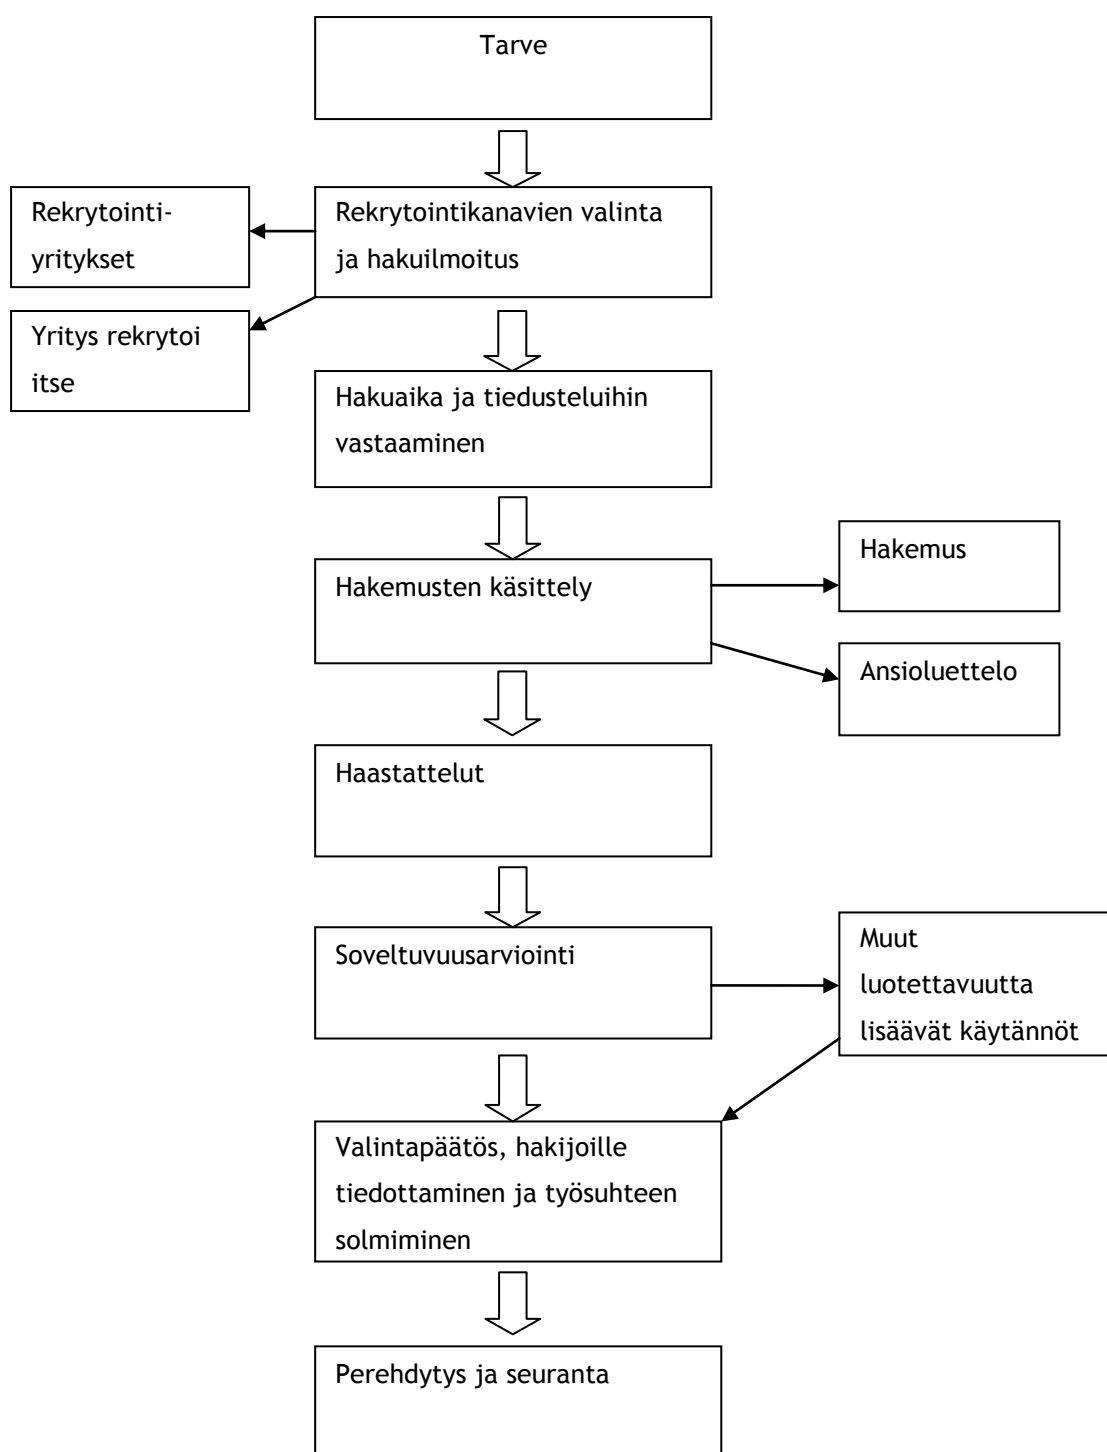 Tarve
Rekrytointi-
yritykset
Rekrytointikanavien valinta
ja hakuilmoitus
Yritys rekrytoi
itse
Hakuaika ja tiedusteluihin
vastaaminen
Hakemusten käsittely
Hakemus
Ansioluettelo
Haastattelut
Soveltuvuusarviointi
Muut
luotettavuutta
lisäävät käytännöt
Valintapäätös, hakijoille
tiedottaminen ja työsuhteen
solmiminen
Perehdytys ja seuranta